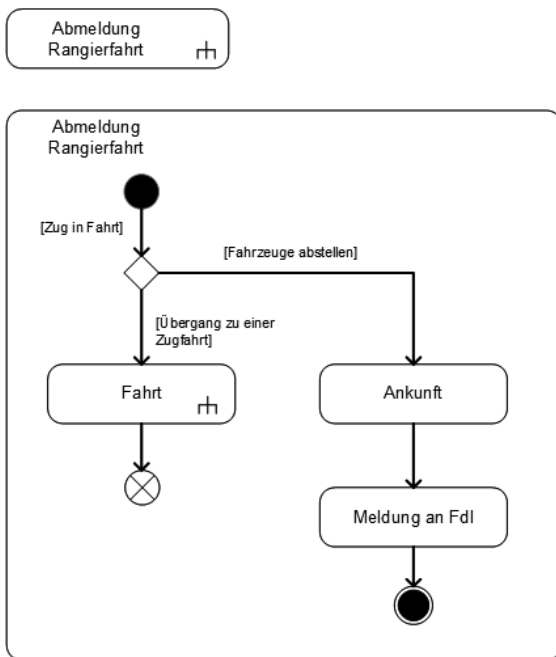 Abmeldung
Rangierfahrt
Abmeldung
Rangierfahrt
[Zug in Fahrt]
[Fahrzeuge abstellen]
[Übergang zu einer
Zugfahrt]
Fahrt
Ankunft
Meldung an Fdl